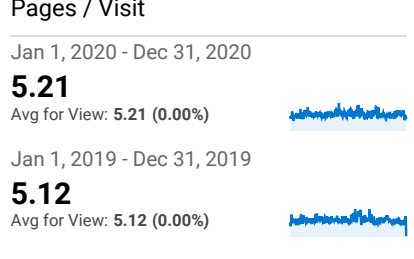 Pages / Visit
Jan 1, 2020 - Dec 31, 2020
5.21
Avg for View: 5.21 (0.00%)
Jan 1, 2019 - Dec 31, 2019
5.12
Avg for View: 5.12 (0.00%)